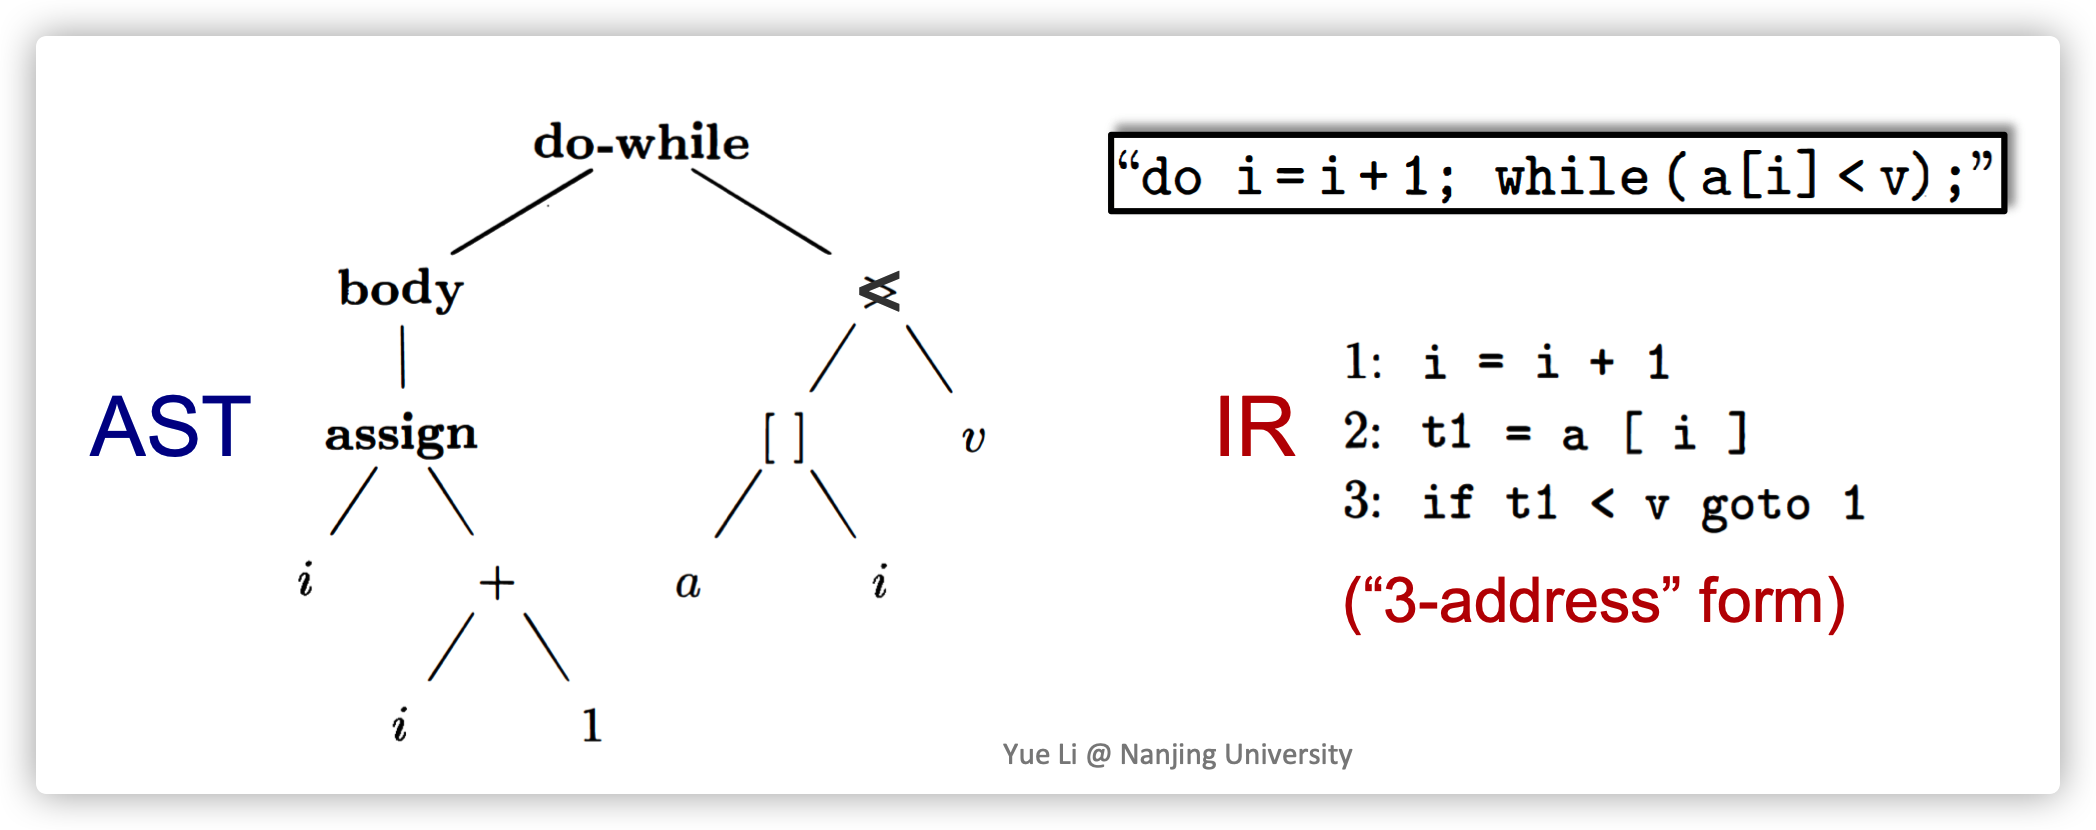 do-while
“do i=i+1; while(a[i]<v);”
body
<
AST
assign
[ ]
v
i
+
a
i
i
1
IR
1: i = i + 1
2: t1 = a [ i ]
3: if t1 < v goto 1
(“3-address” form)
Yue Li @ Nanjing University